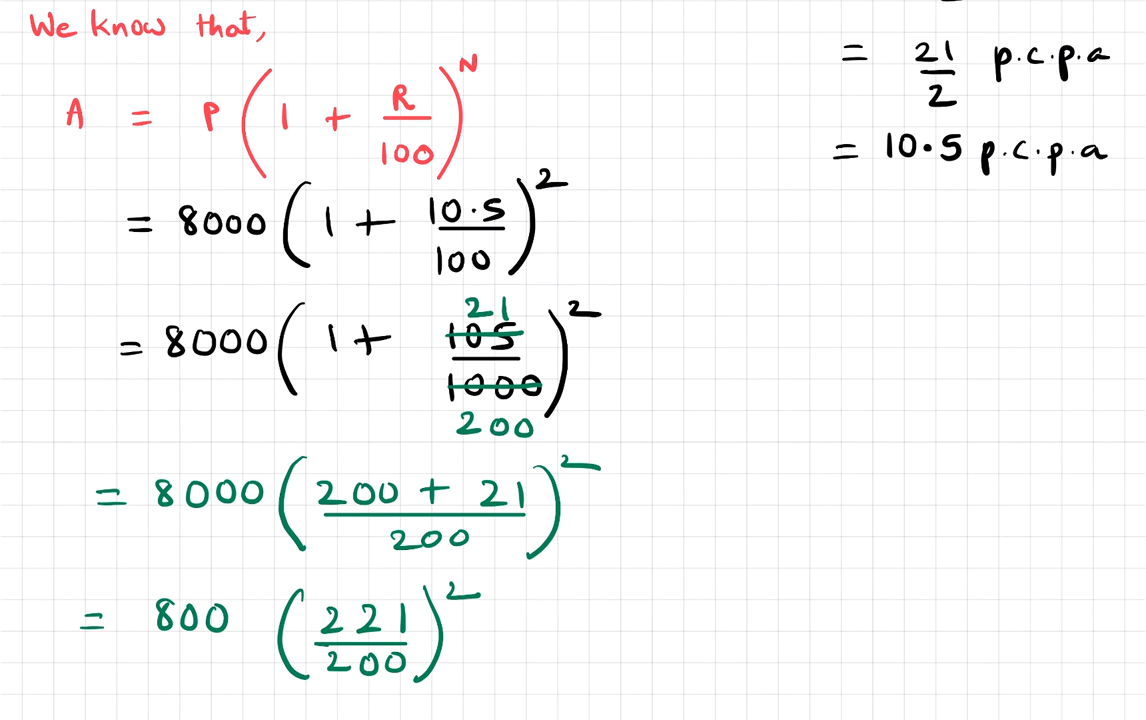 We know that,
A = P(1 + R/100)^N
= 8000(1 + 10.5/100)^2
= 8000(1 + 105/1000)^2
21
200
= 8000(200 + 21/200)^2
= 800 (221/200)^2
= 21/2 p.c.p.a
= 10.5 p.c.p.a